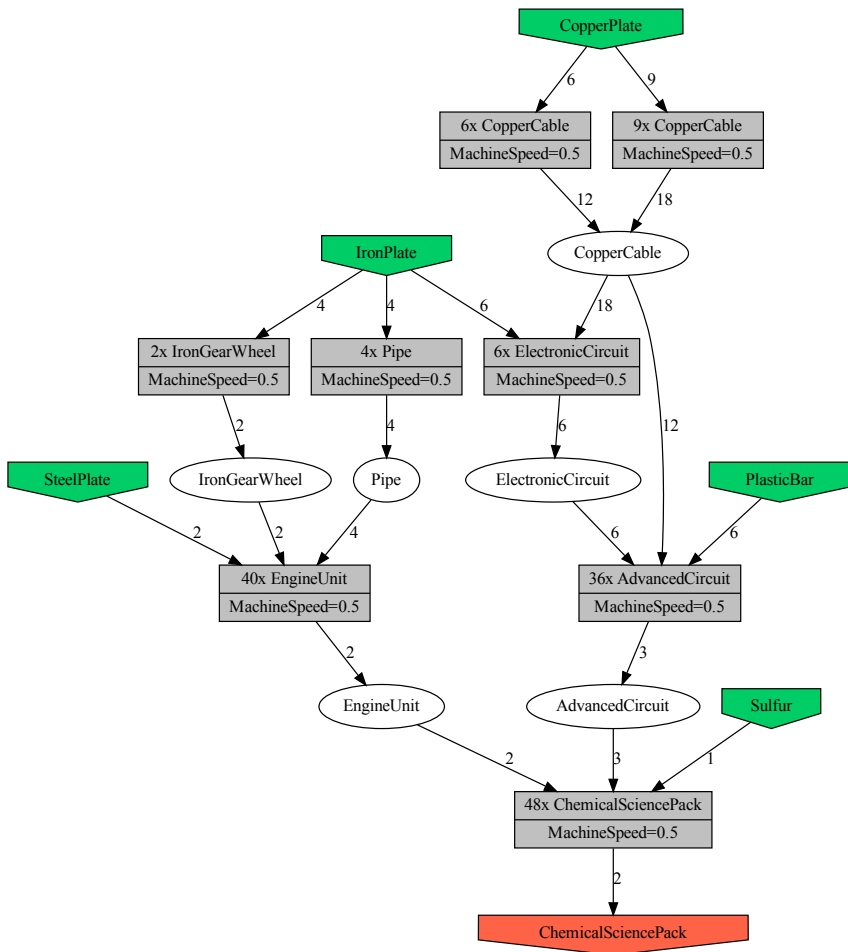 CopperPlate
6
9
6x CopperCable
MachineSpeed=0.5
9x CopperCable
MachineSpeed=0.5
12
18
IronPlate
CopperCable
4
4
6
18
2x IronGearWheel
MachineSpeed=0.5
4x Pipe
MachineSpeed=0.5
6x ElectronicCircuit
MachineSpeed=0.5
2
4
6
12
SteelPlate
IronGearWheel
Pipe
ElectronicCircuit
PlasticBar
2
2
4
6
6
40x EngineUnit
MachineSpeed=0.5
36x AdvancedCircuit
MachineSpeed=0.5
2
3
EngineUnit
AdvancedCircuit
Sulfur
2
3
1
48x ChemicalSciencePack
MachineSpeed=0.5
2
ChemicalSciencePack